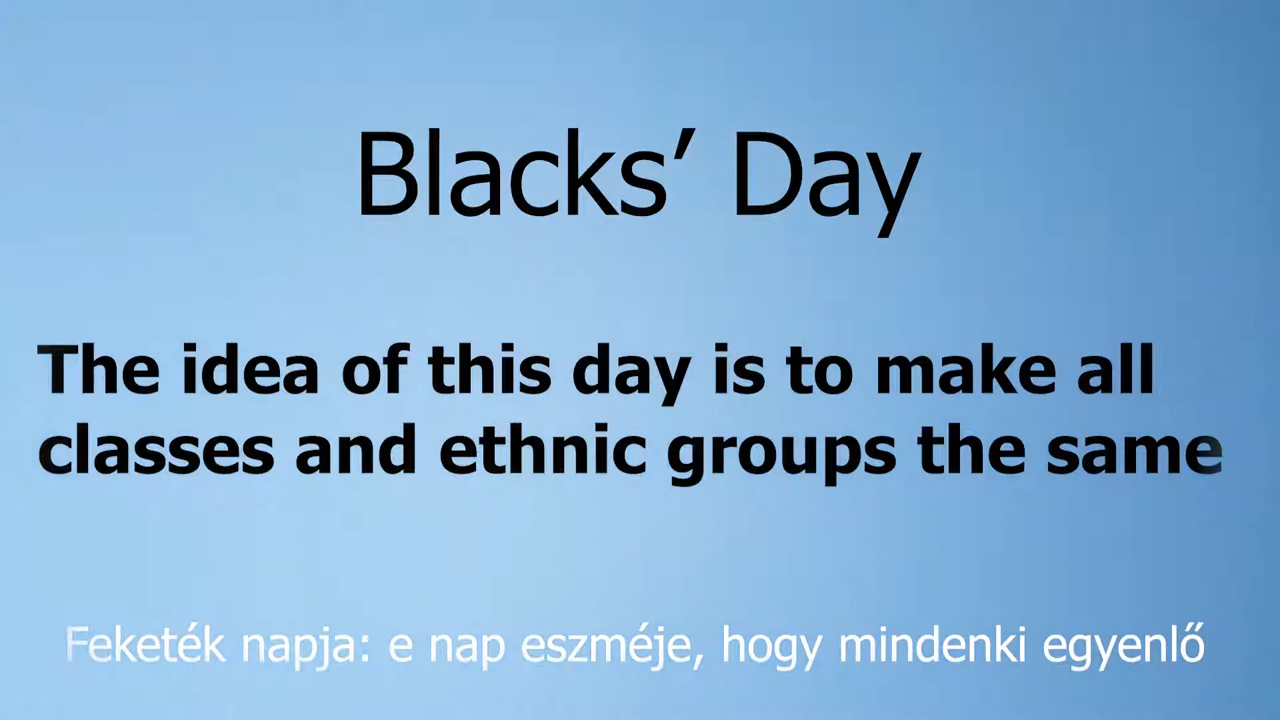 Blacks’ Day
The idea of this day is to make all
classes and ethnic groups the same
Feketék napja: e nap eszméje, hogy mindenki egyenlő